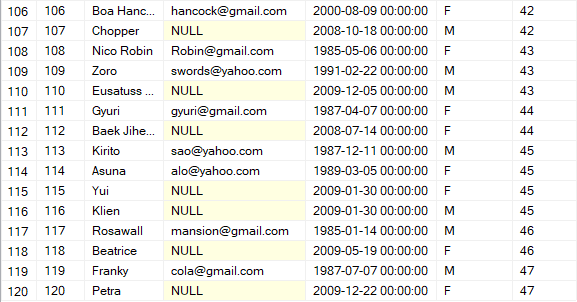 106 106 Boa Hanc... hancock@gmail.com 2000-08-09 00:00:00 F 42
107 107 Chopper NULL 2008-10-18 00:00:00 M 42
108 108 Nico Robin Robin@gmail.com 1985-05-06 00:00:00 F 43
109 109 Zoro swords@yahoo.com 1991-02-22 00:00:00 M 43
110 110 Eusatuss ... NULL 2009-12-05 00:00:00 M 43
111 111 Gyuri gyuri@gmail.com 1987-04-07 00:00:00 F 44
112 112 Baek Jihe... NULL 2008-07-14 00:00:00 F 44
113 113 Kirito sao@yahoo.com 1987-12-11 00:00:00 M 45
114 114 Asuna alo@yahoo.com 1989-03-05 00:00:00 F 45
115 115 Yui NULL 2009-01-30 00:00:00 F 45
116 116 Klien NULL 2009-01-30 00:00:00 M 45
117 117 Rosawall mansion@gmail.com 1985-01-14 00:00:00 M 46
118 118 Beatrice NULL 2009-05-19 00:00:00 F 46
119 119 Franky cola@gmail.com 1987-07-07 00:00:00 M 47
120 120 Petra NULL 2009-12-22 00:00:00 F 47